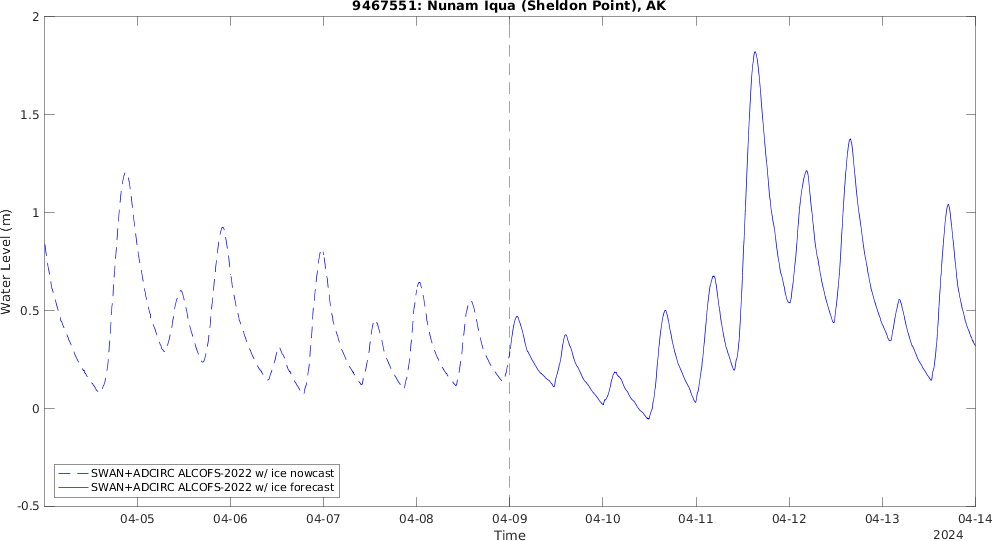 9467551: Nunam Iqua (Sheldon Point), AK
2
1.5
1
0.5
0
-0.5
Water Level (m)
SWAN+ADCIRC ALCOFS-2022 w/ ice nowcast
SWAN+ADCIRC ALCOFS-2022 w/ ice forecast
04-05 04-06 04-07 04-08 04-09 04-10 04-11 04-12 04-13 04-14
Time
2024